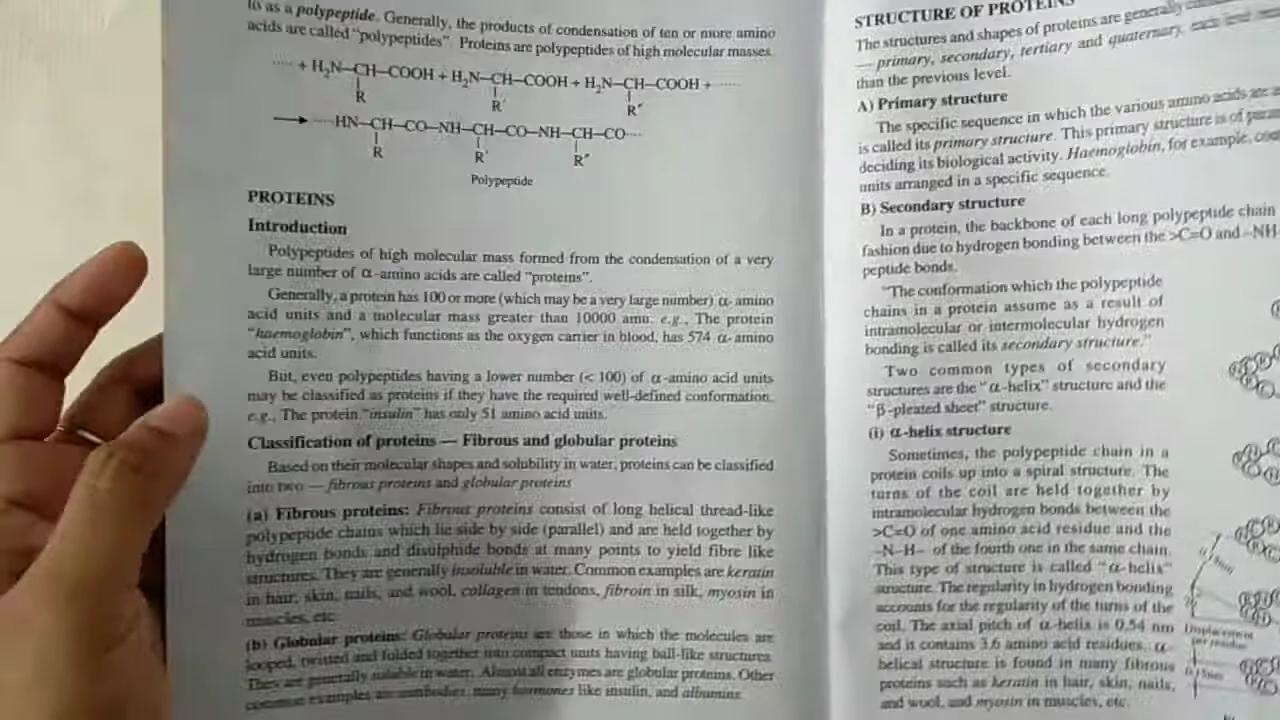 its as a polypeptide. Generally, the products of condensation of ten or more amino
acids are called "polypeptides". Proteins are polypeptides of high molecular masses.
····· + H₂N–CH–COOH + H₂N–CH–COOH + H₂N–CH–COOH + ·····
R R′ R″
⟶ ····HN–CH–CO–NH–CH–CO–NH–CH–CO····
R R′ R″
Polypeptide
PROTEINS
Introduction
Polypeptides of high molecular mass formed from the condensation of a very
large number of α-amino acids are called "proteins".
Generally, a protein has 100 or more (which may be a very large number) α- amino
acid units and a molecular mass greater than 10000 amu. e.g., The protein
"haemoglobin", which functions as the oxygen carrier in blood, has 574 α-amino
acid units.
But, even polypeptides having a lower number (< 100) of α-amino acid units
may be classified as proteins if they have the required well-defined conformation.
e.g., The protein "insulin" has only 51 amino acid units.
Classification of proteins — Fibrous and globular proteins
Based on their molecular shapes and solubility in water, proteins can be classified
into two — fibrous proteins and globular proteins
(a) Fibrous proteins: Fibrous proteins consist of long helical thread-like
polypeptide chains which lie side by side (parallel) and are held together by
hydrogen bonds and disulphide bonds at many points to yield fibre like
structures. They are generally insoluble in water. Common examples are keratin
in hair, skin, nails, and wool, collagen in tendons, fibroin in silk, myosin in
muscles, etc
(b) Globular proteins: Globular proteins are those in which the molecules are
looped, twisted and folded together into compact units having ball-like structures.
They are generally soluble in water. Almost all enzymes are globular proteins. Other
common examples are antibodies, many hormones like insulin, and albumins.
STRUCTURE OF PROTEINS
The structures and shapes of proteins are generally
— primary, secondary, tertiary and quaternary, each level
than the previous level.
A) Primary structure
The specific sequence in which the various amino acids are
is called its primary structure. This primary structure is of
deciding its biological activity. Haemoglobin, for example,
units arranged in a specific sequence.
B) Secondary structure
In a protein, the backbone of each long polypeptide chain
fashion due to hydrogen bonding between the >C=O and –NH–
peptide bonds.
"The conformation which the polypeptide
chains in a protein assume as a result of
intramolecular or intermolecular hydrogen
bonding is called its secondary structure."
Two common types of secondary
structures are the "α-helix" structure and the
"β-pleated sheet" structure.
(i) α-helix structure
Sometimes, the polypeptide chain in a
protein coils up into a spiral structure. The
turns of the coil are held together by
intramolecular hydrogen bonds between the
>C=O of one amino acid residue and the
–N–H– of the fourth one in the same chain.
This type of structure is called "α-helix"
structure. The regularity in hydrogen bonding
accounts for the regularity of the turns of the
coil. The axial pitch of α-helix is 0.54 nm
and it contains 3.6 amino acid residues. α-
helical structure is found in many fibrous
proteins such as keratin in hair, skin, nails,
and wool, and myosin in muscles, etc.
Displacement
per residue